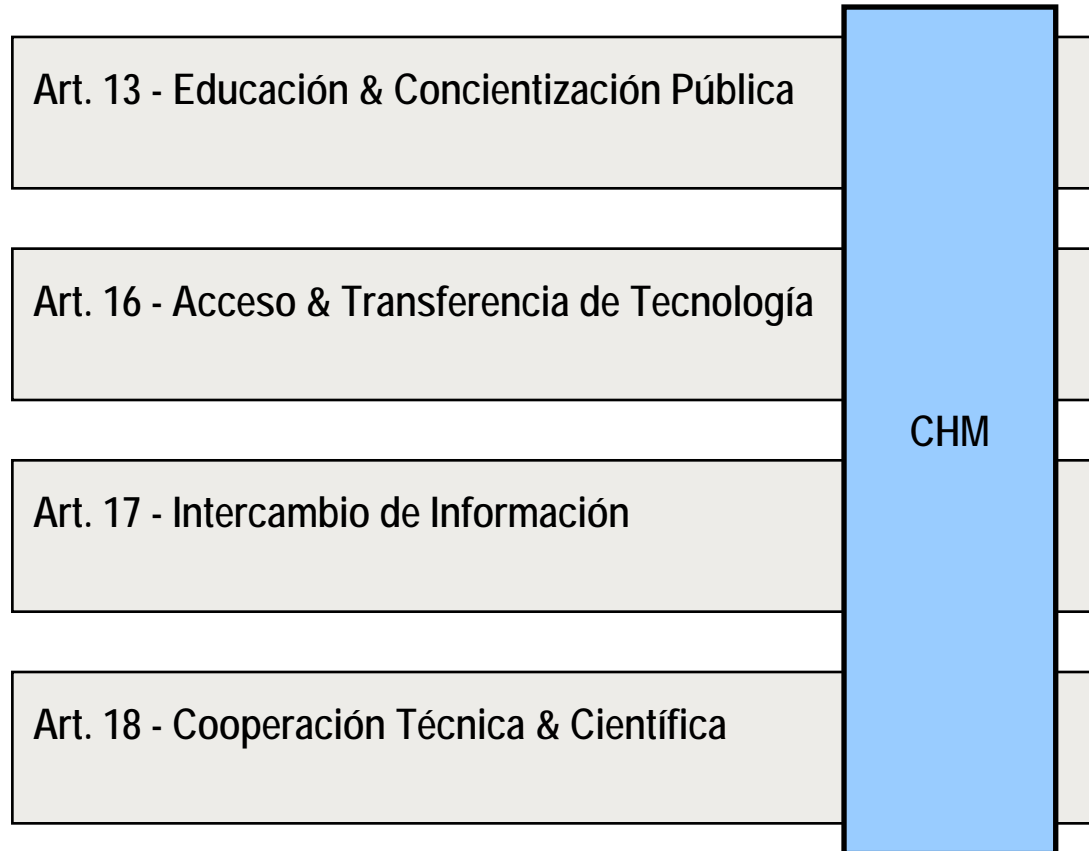 Art. 13 - Educación & Concientización Pública
Art. 16 - Acceso & Transferencia de Tecnología
CHM
Art. 17 - Intercambio de Información
Art. 18 - Cooperación Técnica & Científica